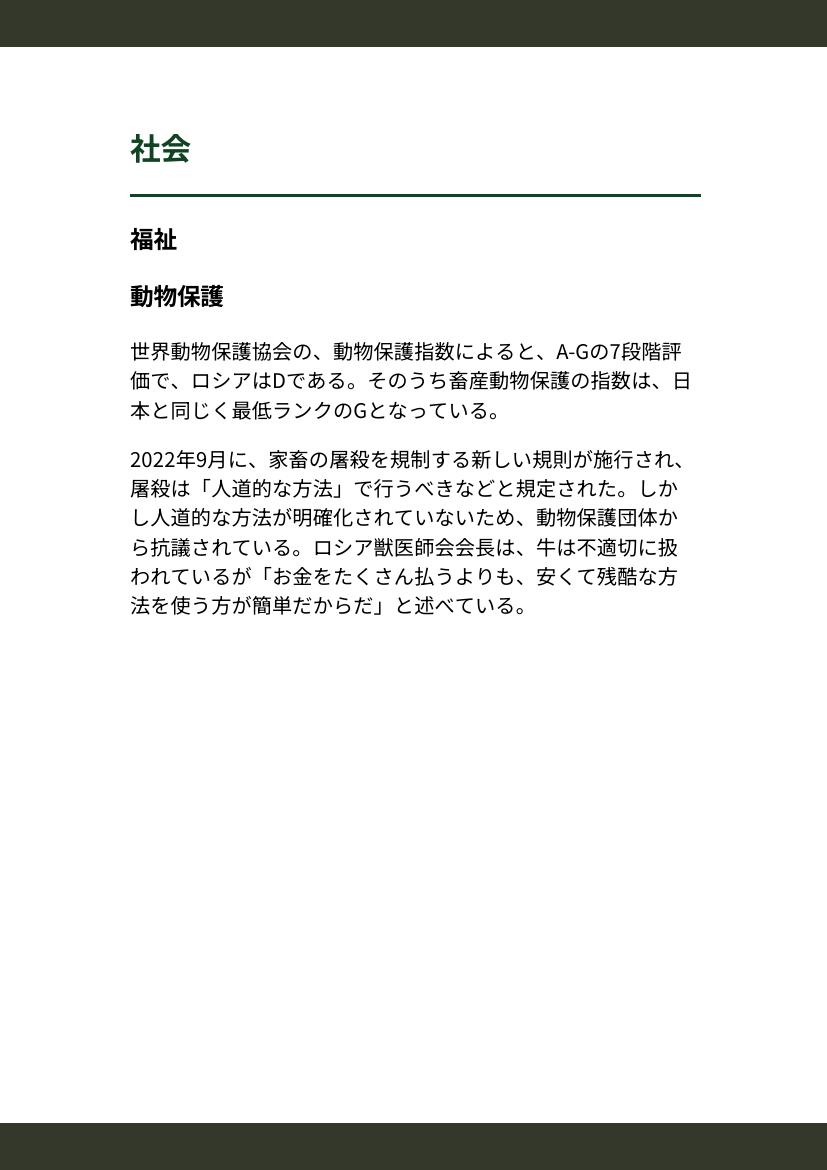 社会
福祉
動物保護
世界動物保護協会の、動物保護指数によると、A-Gの7段階評
価で、ロシアはDである。そのうち畜産動物保護の指数は、日
本と同じく最低ランクのGとなっている。
2022年9月に、家畜の屠殺を規制する新しい規則が施行され、
屠殺は「人道的な方法」で行うべきなどと規定された。しか
し人道的な方法が明確化されていないため、動物保護団体か
ら抗議されている。ロシア獣医師会会長は、牛は不適切に扱
われているが「お金をたくさん払うよりも、安くて残酷な方
法を使う方が簡単だからだ」と述べている。